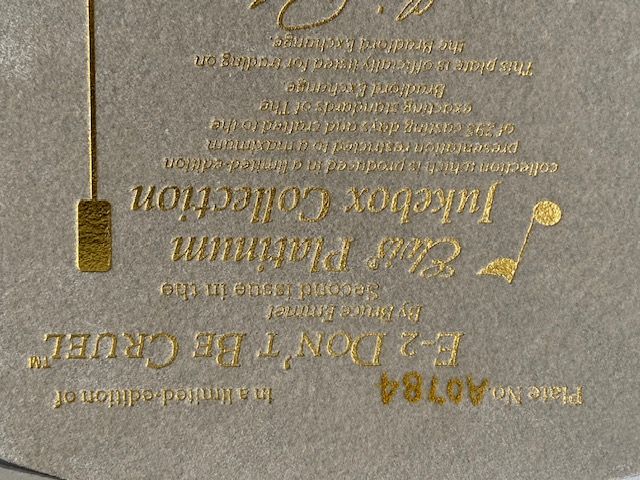 Plate No. A0784 in a limited-edition of
E-2 DON'T BE CRUEL™
By Bruce Emmett
Second issue in the
Elvis® Platinum
Jukebox Collection
collection which is produced in a limited-edition
presentation restricted to a maximum
of 295 casting days and crafted to the
exacting standards of The
Bradford Exchange
This plate is officially listed for trading on
the Bradford Exchange.